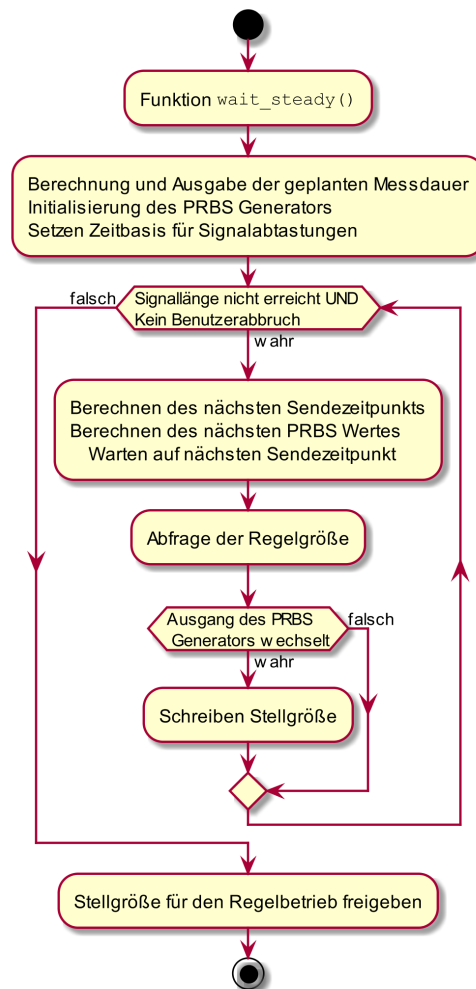 Funktion wait_steady()
Berechnung und Ausgabe der geplanten Messdauer
Initialisierung des PRBS Generators
Setzen Zeitbasis für Signalabtastungen
falsch
Signallänge nicht erreicht UND
Kein Benutzerabbruch
wahr
Berechnen des nächsten Sendezeitpunkts
Berechnen des nächsten PRBS Wertes
Warten auf nächsten Sendezeitpunkt
Abfrage der Regelgröße
Ausgang des PRBS
Generators wechselt
falsch
wahr
Schreiben Stellgröße
Stellgröße für den Regelbetrieb freigeben